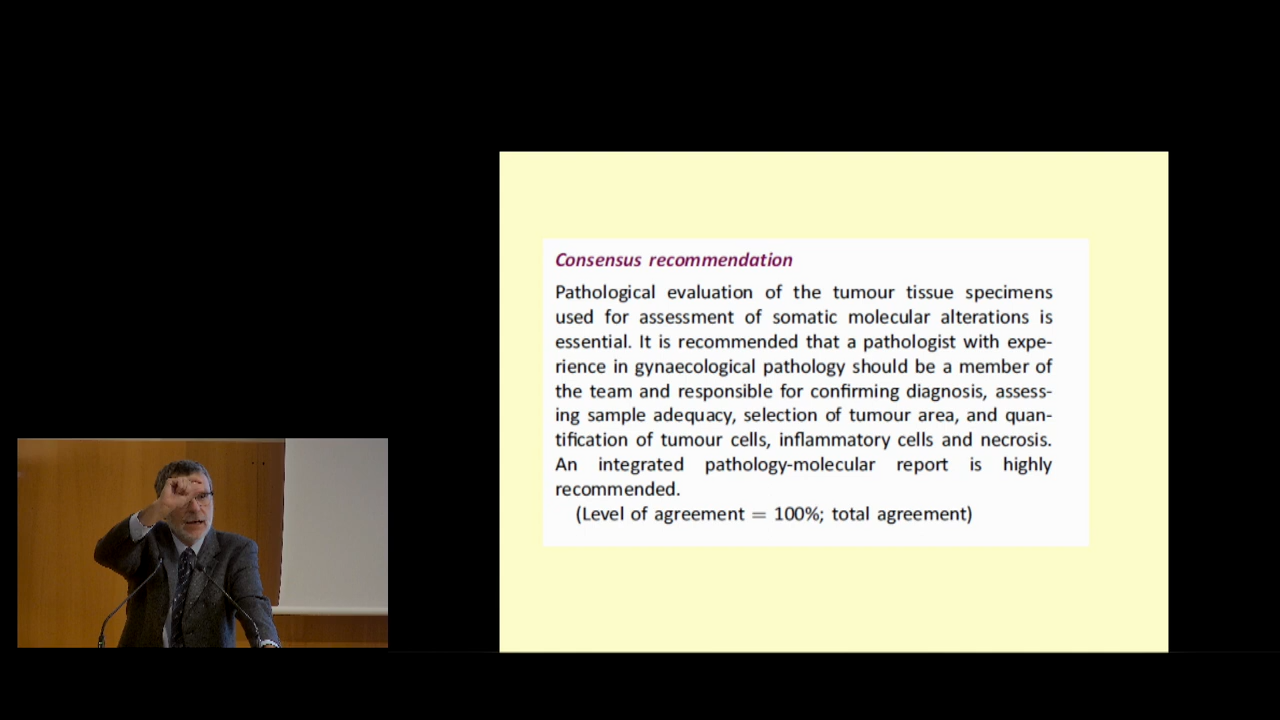 Consensus recommendation
Pathological evaluation of the tumour tissue specimens
used for assessment of somatic molecular alterations is
essential. It is recommended that a pathologist with expe-
rience in gynaecological pathology should be a member of
the team and responsible for confirming diagnosis, assess-
ing sample adequacy, selection of tumour area, and quan-
tification of tumour cells, inflammatory cells and necrosis.
An integrated pathology-molecular report is highly
recommended.
(Level of agreement = 100%; total agreement)